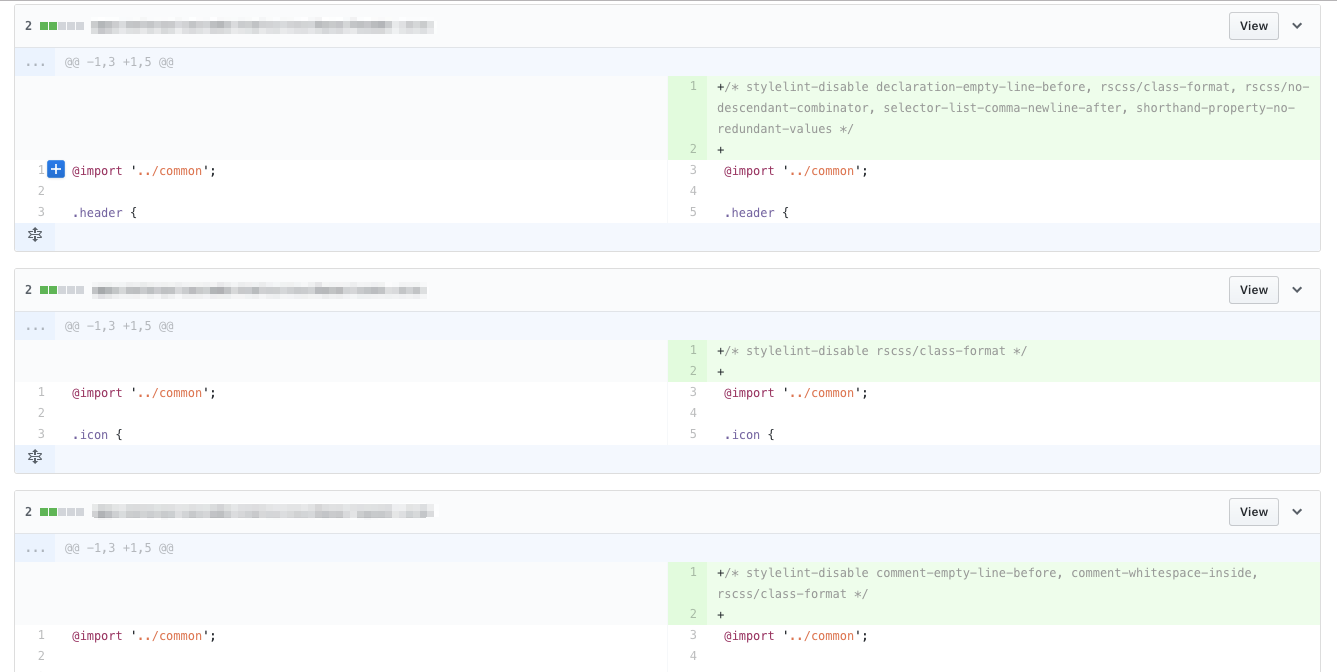 2 View
... @@ -1,3 +1,5 @@
1 +/* stylelint-disable declaration-empty-line-before, rscss/class-format, rscss/no-
descendant-combinator, selector-list-comma-newline-after, shorthand-property-no-
redundant-values */
2 +
1 + @import '../common'; 3 @import '../common';
2 4
3 .header { 5 .header {
2 View
... @@ -1,3 +1,5 @@
1 +/* stylelint-disable rscss/class-format */
2 +
1 @import '../common'; 3 @import '../common';
2 4
3 .icon { 5 .icon {
2 View
... @@ -1,3 +1,5 @@
1 +/* stylelint-disable comment-empty-line-before, comment-whitespace-inside,
rscss/class-format */
2 +
1 @import '../common'; 3 @import '../common';
2 4